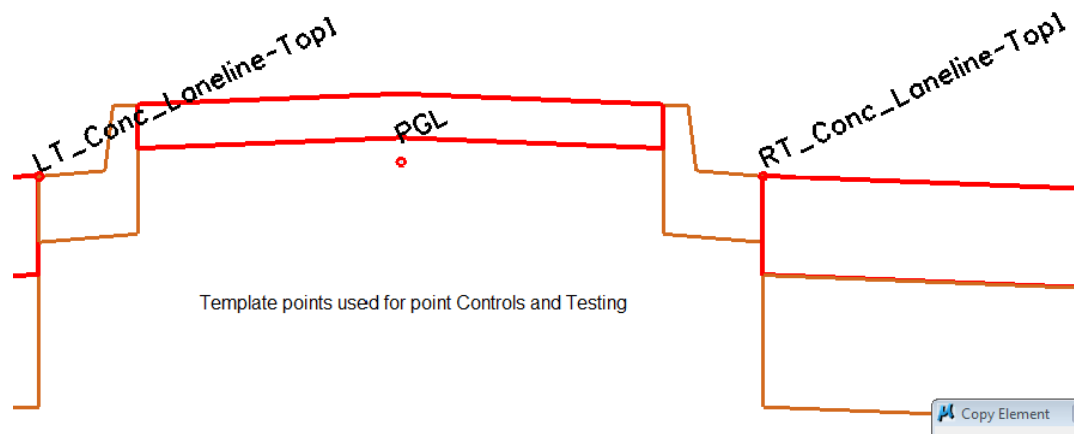 LT_Conc_Laneline-Top1
PGL
RT_Conc_Laneline-Top1
Template points used for point Controls and Testing
Copy Element